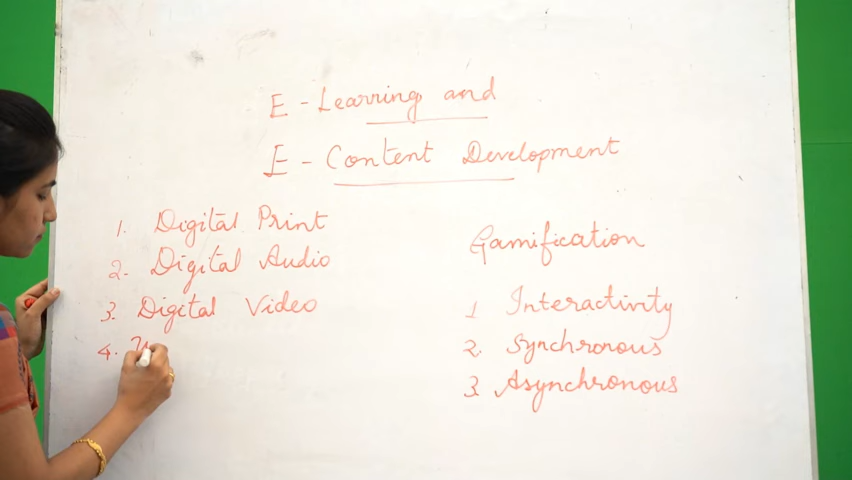 E - Learning and
E - Content Development
1. Digital Print
2. Digital Audio
3. Digital Video
4.
Gamification
1 Interactivity
2. Synchronous
3. Asynchronous